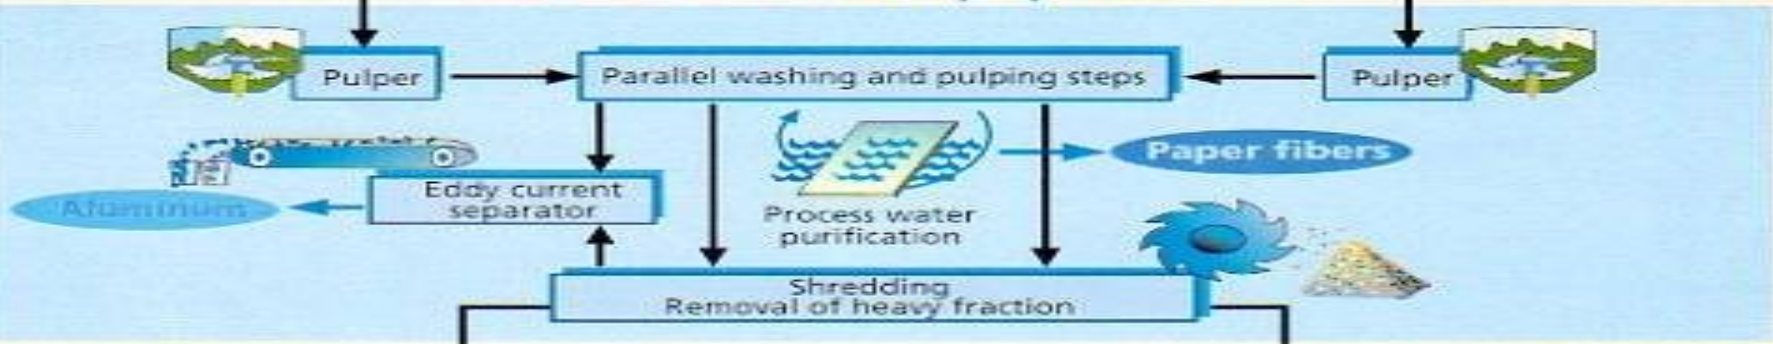 Pulper
Parallel washing and pulping steps
Pulper
Paper fibers
Eddy current
separator
Aluminum
Process water
purification
Shredding
Removal of heavy fraction